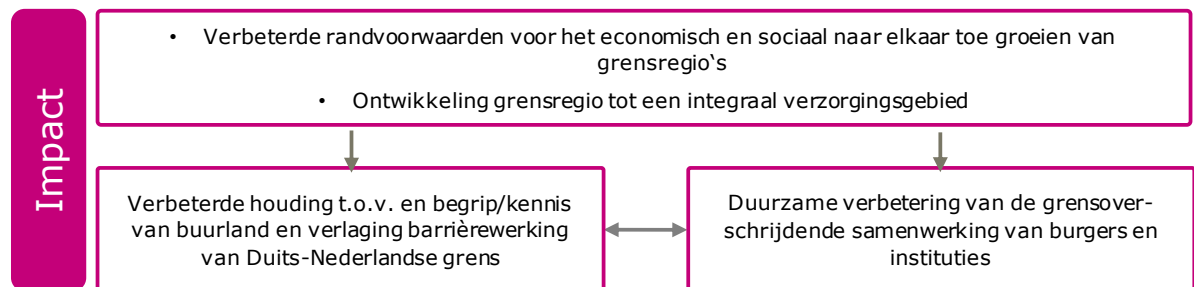 Impact
• Verbeterde randvoorwaarden voor het economisch en sociaal naar elkaar toe groeien van
grensregio‘s
• Ontwikkeling grensregio tot een integraal verzorgingsgebied
Verbeterde houding t.o.v. en begrip/kennis
van buurland en verlaging barrièrewerking
van Duits-Nederlandse grens
Duurzame verbetering van de grensover-
schrijdende samenwerking van burgers en
instituties